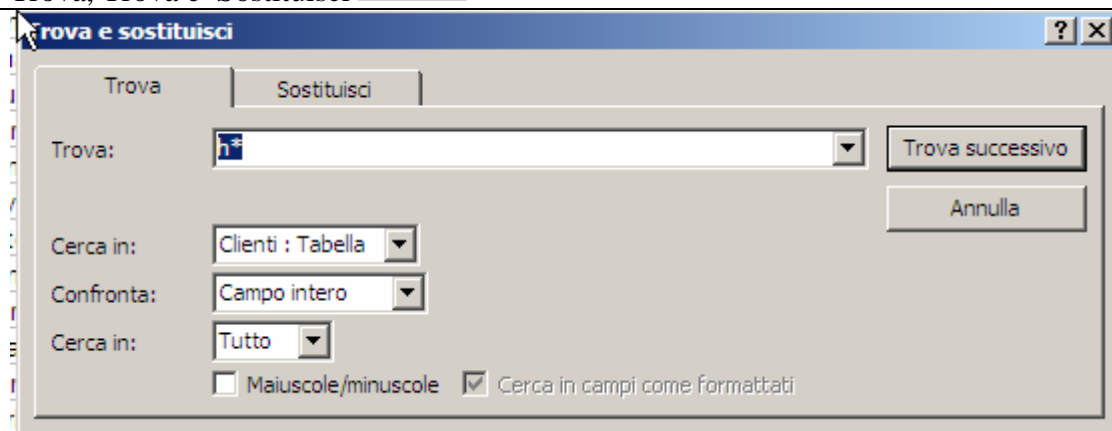 Trova, Trova e Sostituisci
Trova e sostituisci
Trova Sostituisci
Trova: h* Trova successivo
Annulla
Cerca in: Clienti : Tabella
Confronta: Campo intero
Cerca in: Tutto
Maiuscole/minuscole Cerca in campi come formattati